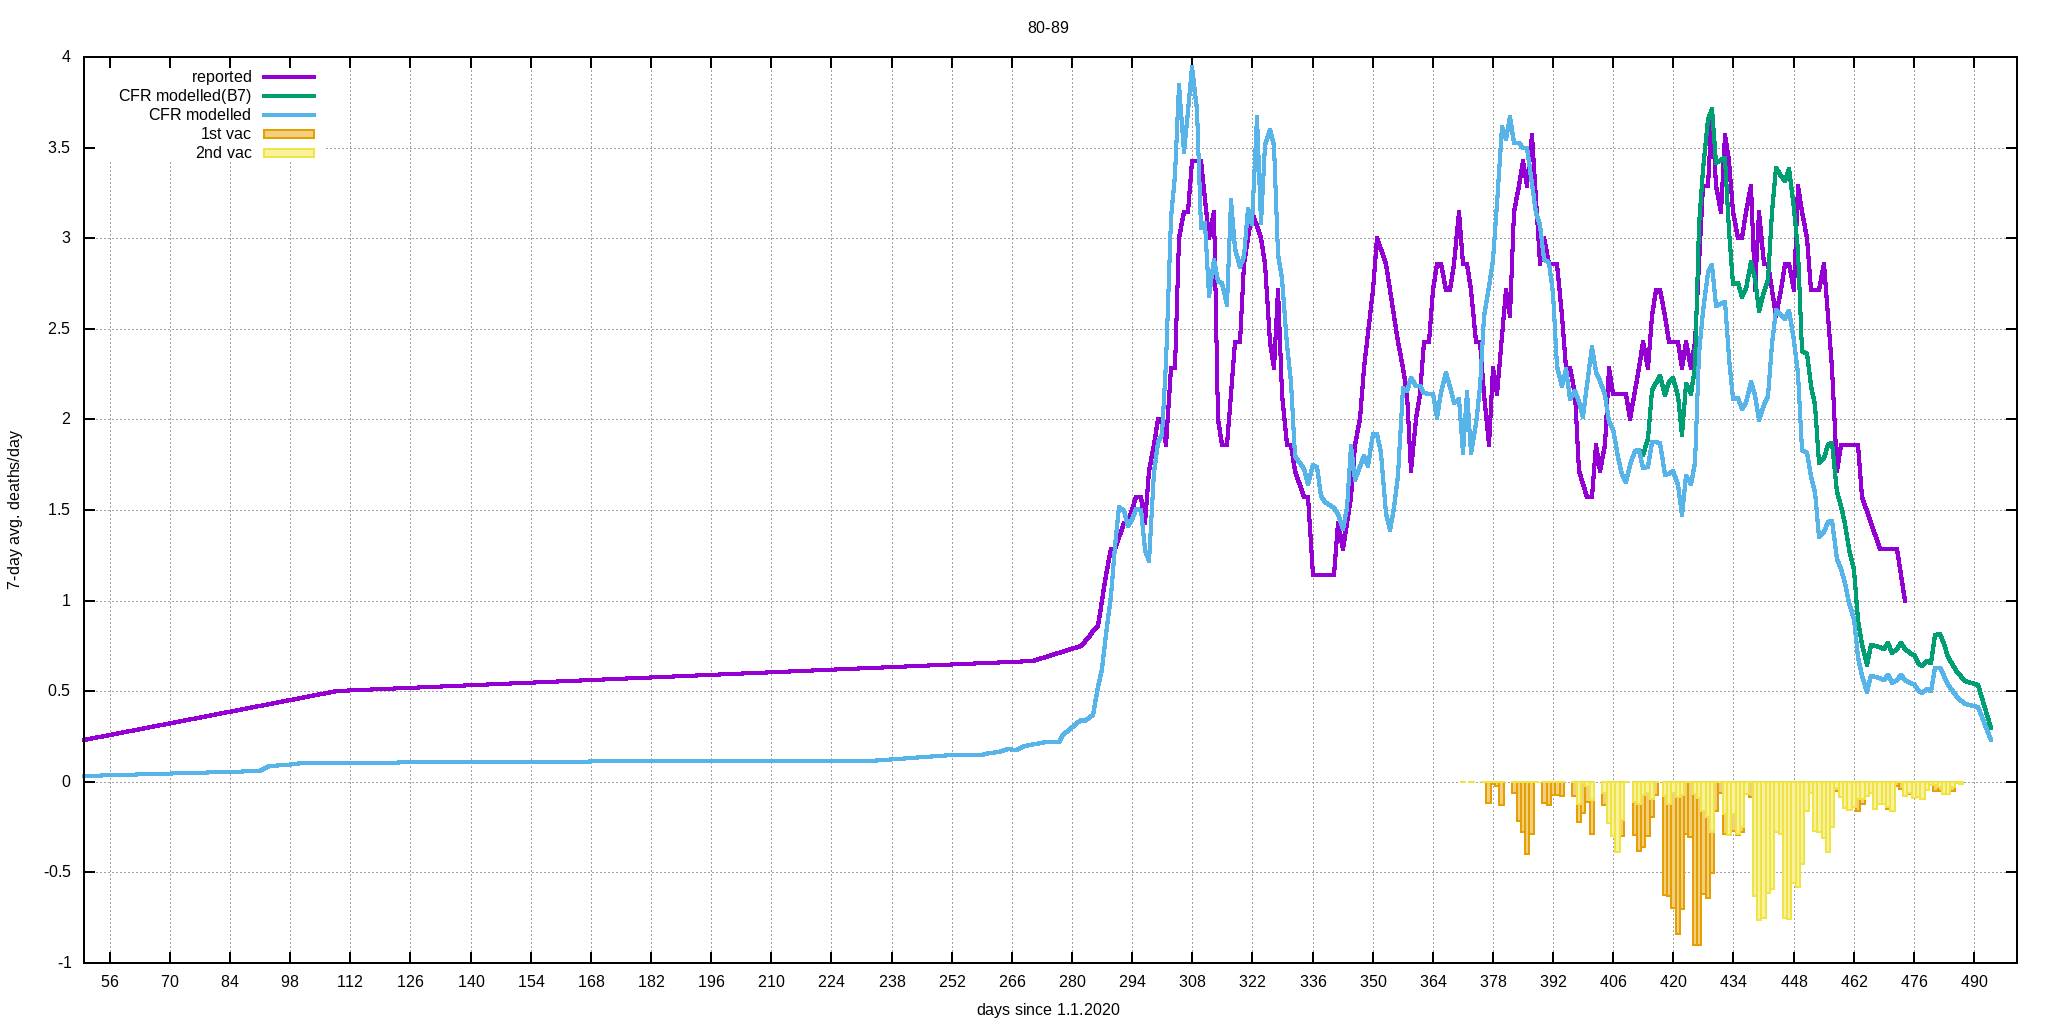 80-89
reported
CFR modelled(B7)
CFR modelled
1st vac
2nd vac
4
3.5
3
2.5
2
1.5
1
0.5
0
-0.5
-1
7-day avg. deaths/day
56 70 84 98 112 126 140 154 168 182 196 210 224 238 252 266 280 294 308 322 336 350 364 378 392 406 420 434 448 462 476 490
days since 1.1.2020